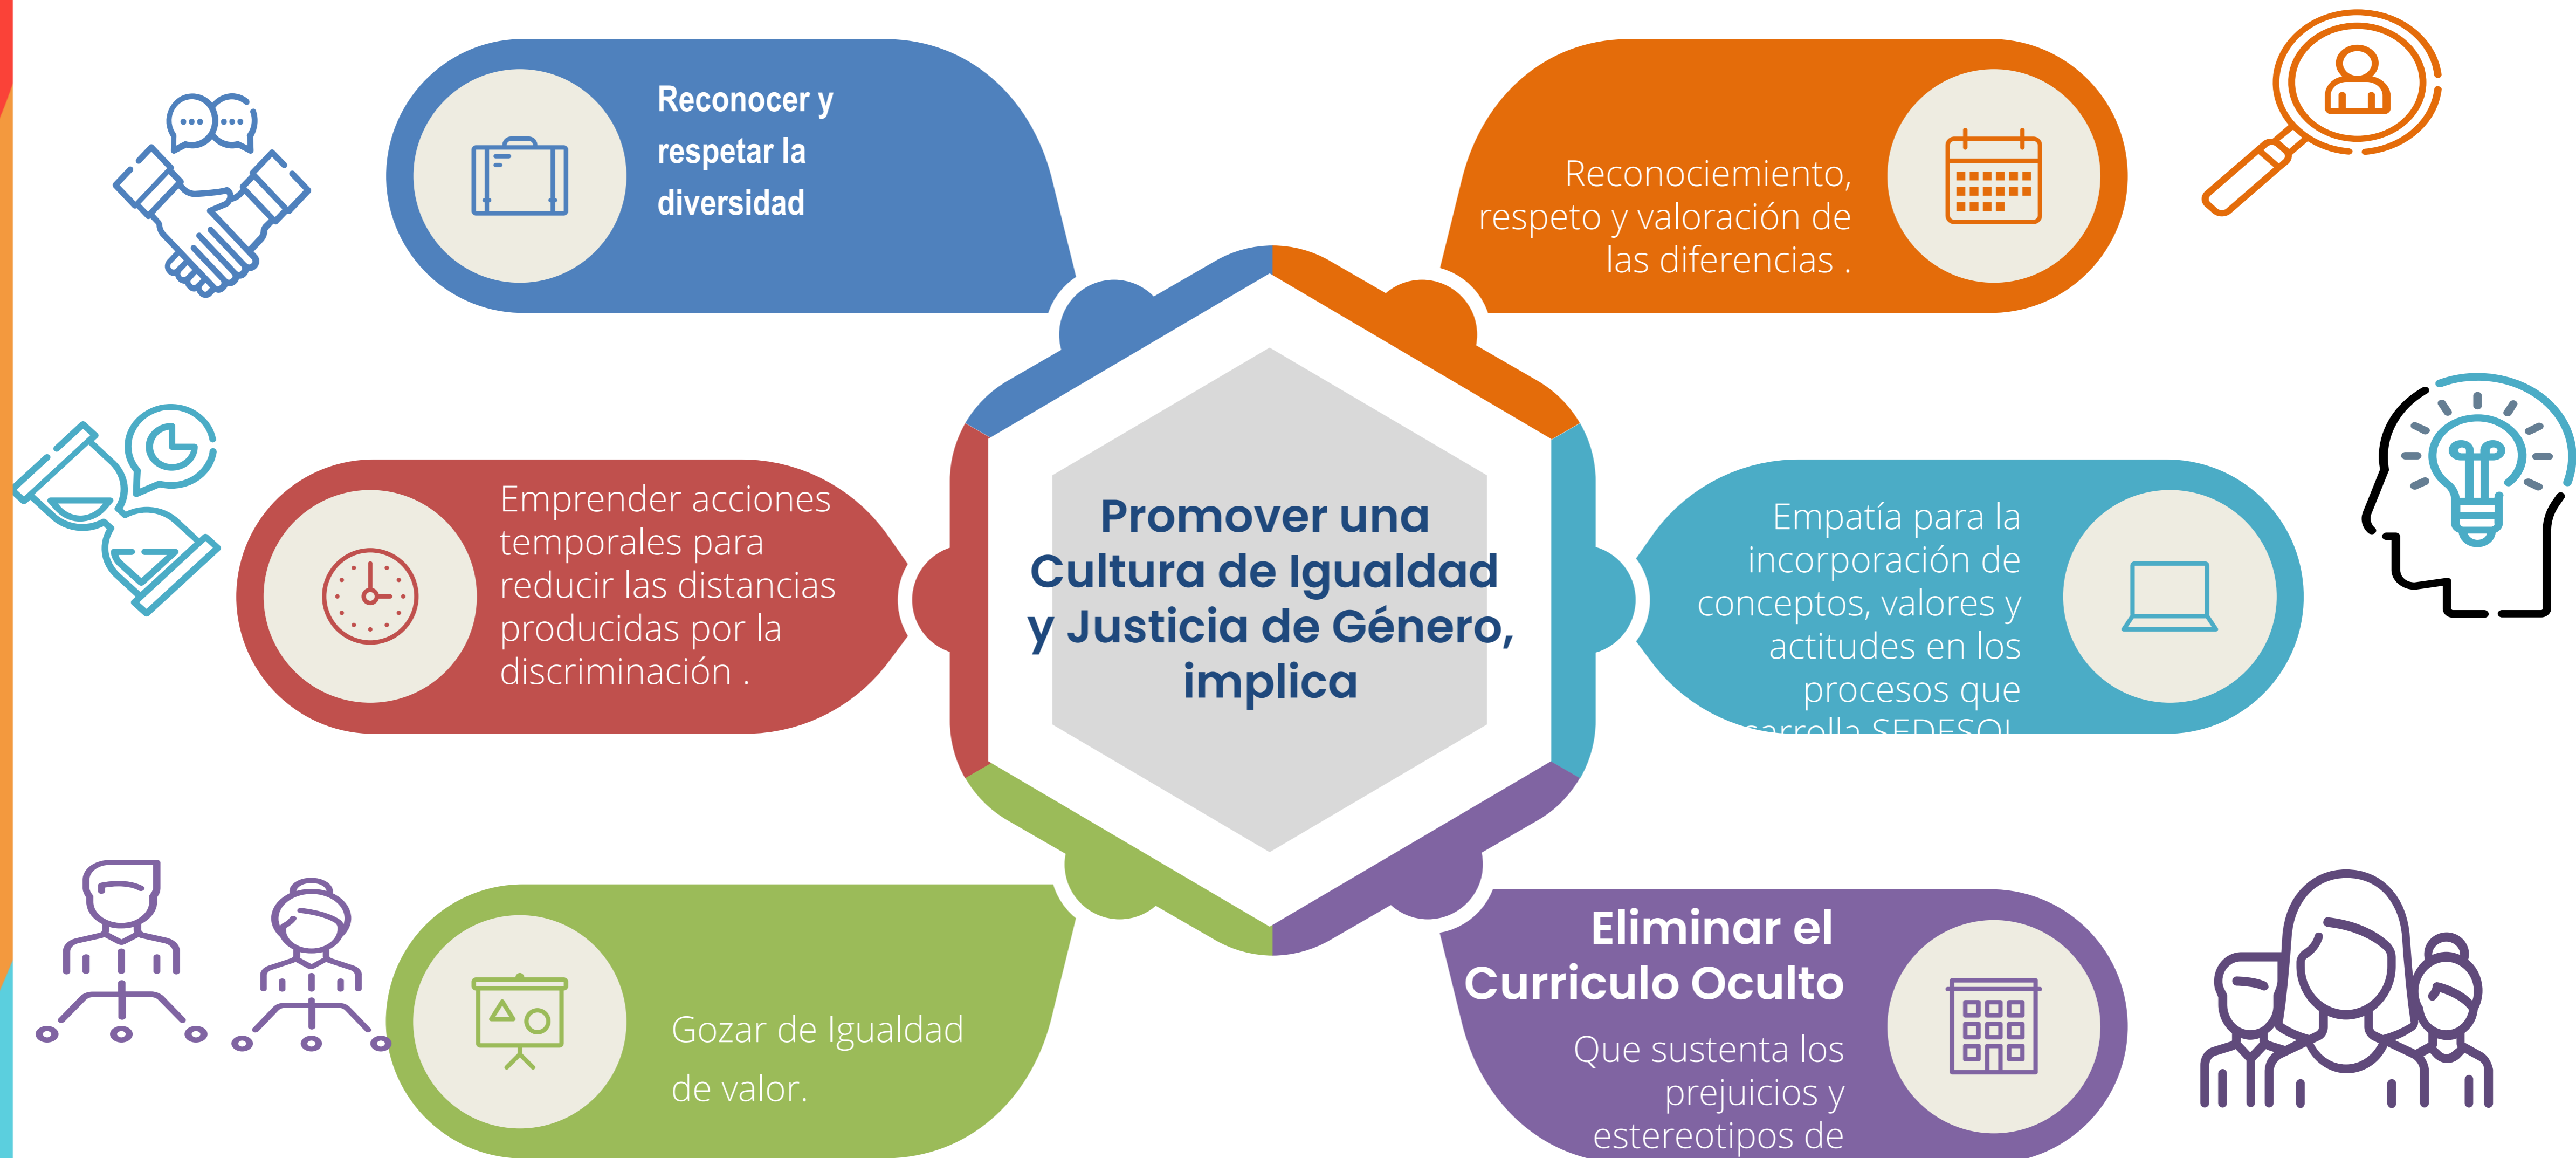 Reconocer y
respetar la
diversidad
Reconociemiento,
respeto y valoración de
las diferencias .
Emprender acciones
temporales para
reducir las distancias
producidas por la
discriminación .
Promover una
Cultura de Igualdad
y Justicia de Género,
implica
Empatía para la
incorporación de
conceptos, valores y
actitudes en los
procesos que
SEDESOL
Gozar de Igualdad
de valor.
Eliminar el
Curriculo Oculto
Que sustenta los
prejuicios y
estereotipos de